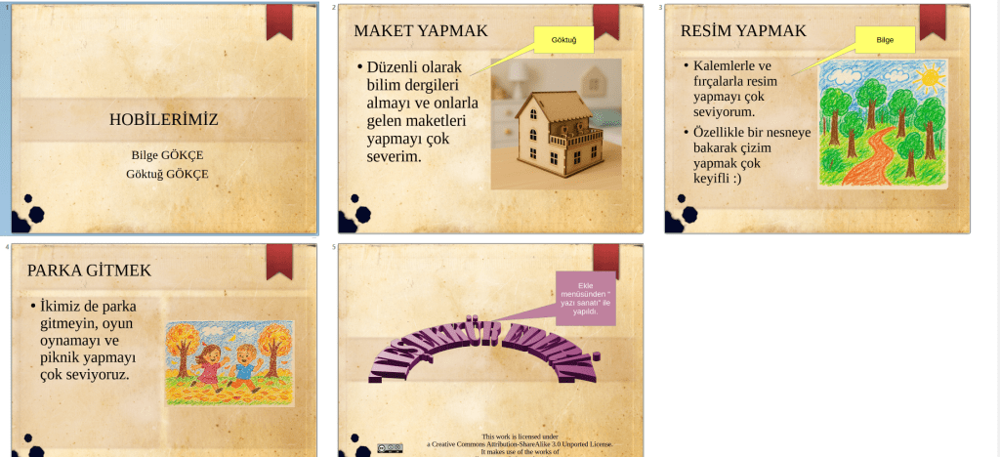 1
HOBİLERİMİZ
Bilge GÖKÇE
Göktuğ GÖKÇE
2
MAKET YAPMAK
Göktuğ
• Düzenli olarak
bilim dergileri
almayı ve onlarla
gelen maketleri
yapmayı çok
severim.
3
RESİM YAPMAK
Bilge
• Kalemlerle ve
fırçalarla resim
yapmayı çok
seviyorum.
• Özellikle bir nesneye
bakarak çizim
yapmak çok
keyifli :)
4
PARKA GİTMEK
• İkimiz de parka
gitmeyin, oyun
oynamayı ve
piknik yapmayı
çok seviyoruz.
5
Ekle
menüsünden "
yazı sanatı" ile
yapıldı.
This work is licensed under
a Creative Commons Attribution-ShareAlike 3.0 Unported License.
It makes use of the works of